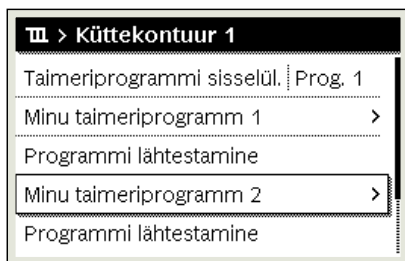 > Küttekontuur 1
Taimeriprogrammi sisselül. Prog. 1
Minu taimeriprogramm 1 >
Programmi lähtestamine
Minu taimeriprogramm 2 >
Programmi lähtestamine